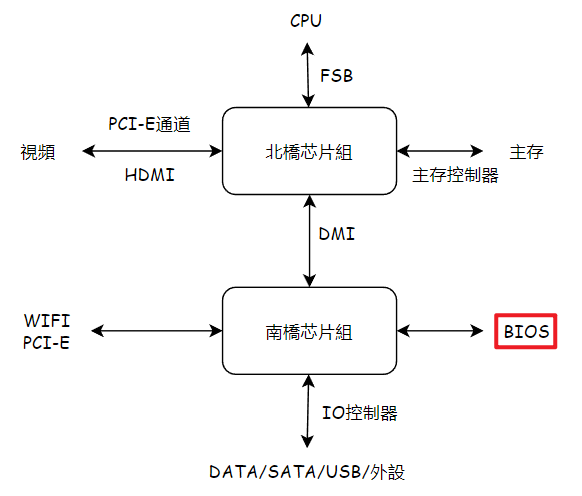 CPU
FSB
PCI-E通道
視頻
北橋芯片組
主存
HDMI
主存控制器
DMI
WIFI
PCI-E
南橋芯片組
BIOS
IO控制器
DATA/SATA/USB/外設